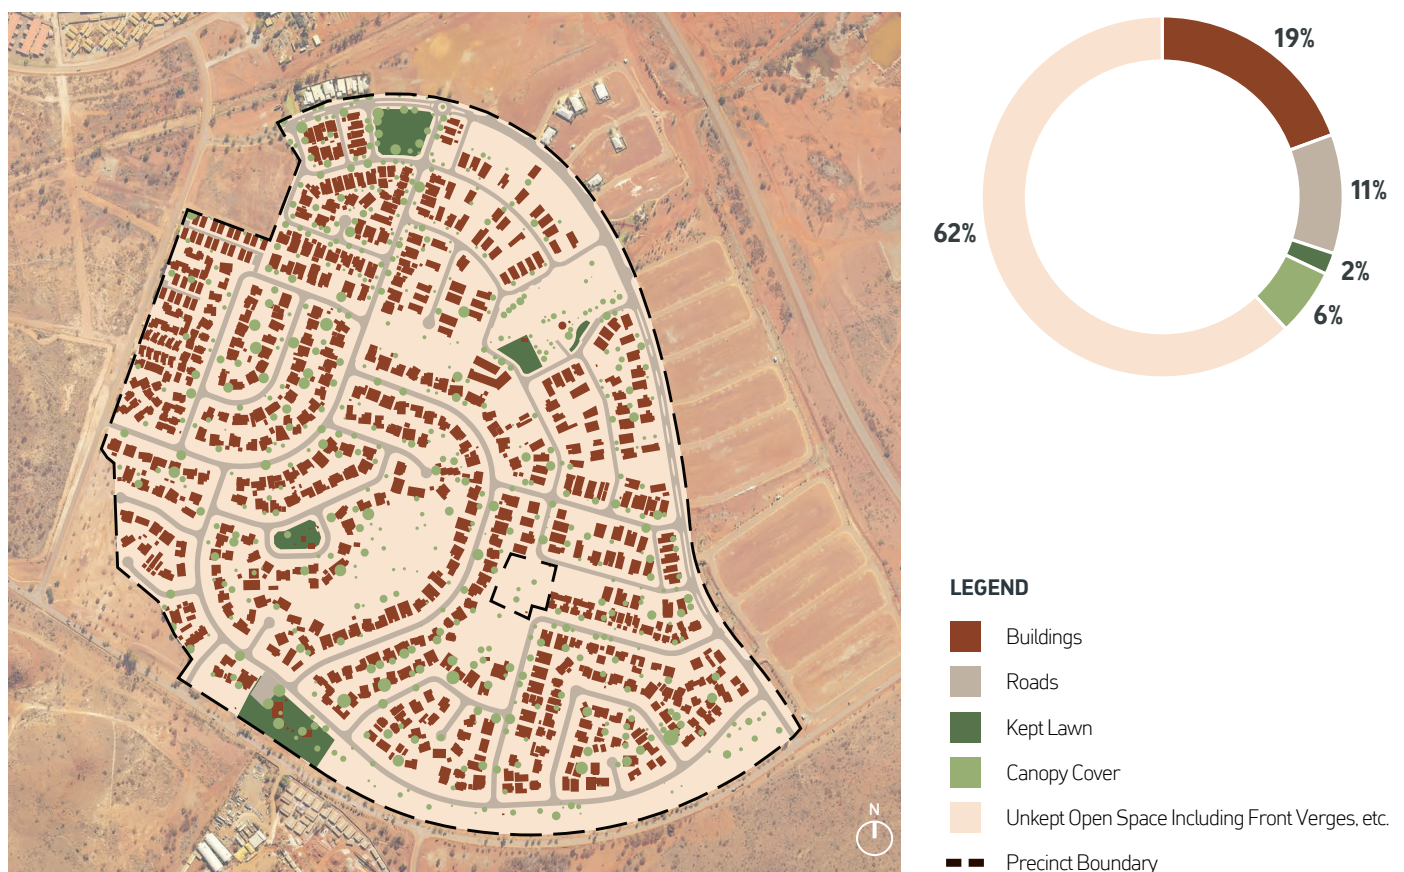 19%
11%
62%
2%
6%
LEGEND
Buildings
Roads
Kept Lawn
Canopy Cover
Unkept Open Space Including Front Verges, etc.
N
Precinct Boundary